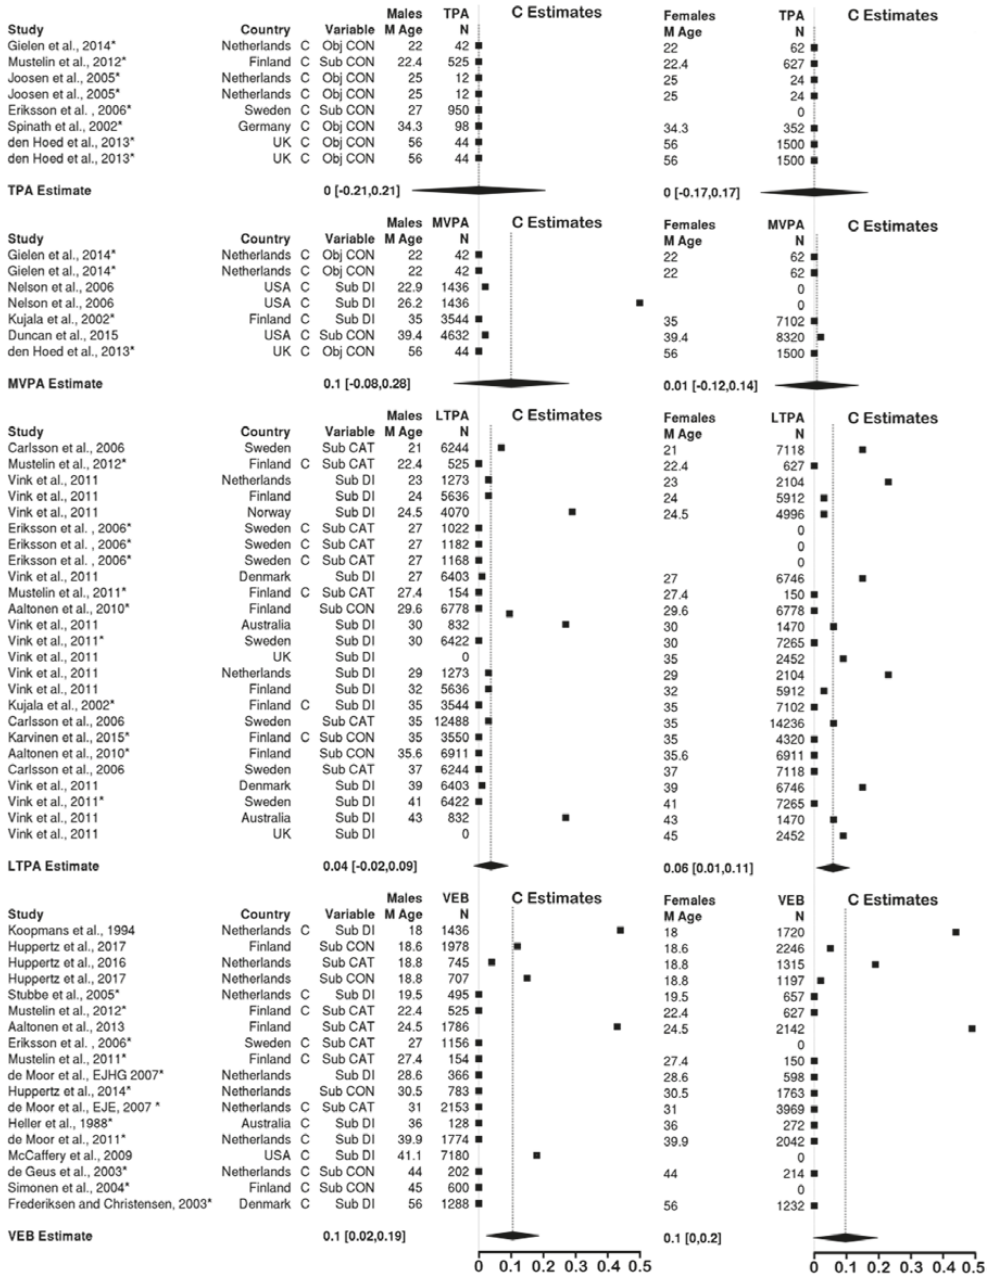 Males TPA C Estimates Females TPA C Estimates
Study Country Variable M Age N M Age N
Gielen et al., 2014* Netherlands C Obj CON 22 42 22 62
Mustelin et al., 2012* Finland C Sub CON 22.4 525 22.4 627
Joosen et al., 2005* Netherlands C Obj CON 25 12 25 24
Joosen et al., 2005* Netherlands C Obj CON 25 12 25 24
Eriksson et al. , 2006* Sweden C Sub CON 27 950 0
Spinath et al., 2002* Germany C Obj CON 34.3 98 34.3 352
den Hoed et al., 2013* UK C Obj CON 56 44 56 1500
den Hoed et al., 2013* UK C Obj CON 56 44 56 1500
TPA Estimate 0 [-0.21,0.21] 0 [-0.17,0.17]
Males MVPA C Estimates Females MVPA C Estimates
Study Country Variable M Age N M Age N
Gielen et al., 2014* Netherlands C Obj CON 22 42 22 62
Gielen et al., 2014* Netherlands C Obj CON 22 42 22 62
Nelson et al., 2006 USA C Sub DI 22.9 1436 0
Nelson et al., 2006 USA C Sub DI 26.2 1436 0
Kujala et al., 2002* Finland C Sub DI 35 3544 35 7102
Duncan et al., 2015 USA C Sub CON 39.4 4632 39.4 8320
den Hoed et al., 2013* UK C Obj CON 56 44 56 1500
MVPA Estimate 0.1 [-0.08,0.28] 0.01 [-0.12,0.14]
Males LTPA C Estimates Females LTPA C Estimates
Study Country Variable M Age N M Age N
Carlsson et al., 2006 Sweden Sub CAT 21 6244 21 7118
Mustelin et al., 2012* Finland C Sub CAT 22.4 525 22.4 627
Vink et al., 2011 Netherlands Sub DI 23 1273 23 2104
Vink et al., 2011 Finland Sub DI 24 5636 24 5912
Vink et al., 2011 Norway Sub DI 24.5 4070 24.5 4996
Eriksson et al. , 2006* Sweden C Sub CAT 27 1022 0
Eriksson et al. , 2006* Sweden C Sub CAT 27 1182 0
Eriksson et al. , 2006* Sweden C Sub CAT 27 1168 0
Vink et al., 2011 Denmark Sub DI 27 6403 27 6746
Mustelin et al., 2011* Finland C Sub CAT 27.4 154 27.4 150
Aaltonen et al., 2010* Finland Sub CON 29.6 6778 29.6 6778
Vink et al., 2011 Australia Sub DI 30 832 30 1470
Vink et al., 2011* Sweden Sub DI 30 6422 30 7265
Vink et al., 2011 UK Sub DI 0 35 2452
Vink et al., 2011 Netherlands Sub DI 29 1273 29 2104
Vink et al., 2011 Finland Sub DI 32 5636 32 5912
Kujala et al., 2002* Finland C Sub DI 35 3544 35 7102
Carlsson et al., 2006 Sweden Sub CAT 35 12488 35 14236
Karvinen et al., 2015* Finland C Sub CON 35 3550 35 4320
Aaltonen et al., 2010* Finland Sub CON 35.6 6911 35.6 6911
Carlsson et al., 2006 Sweden Sub CAT 37 6244 37 7118
Vink et al., 2011 Denmark Sub DI 39 6403 39 6746
Vink et al., 2011* Sweden Sub DI 41 6422 41 7265
Vink et al., 2011 Australia Sub DI 43 832 43 1470
Vink et al., 2011 UK Sub DI 0 45 2452
LTPA Estimate 0.04 [-0.02,0.09] 0.06 [0.01,0.11]
Males VEB C Estimates Females VEB C Estimates
Study Country Variable M Age N M Age N
Koopmans et al., 1994 Netherlands C Sub DI 18 1436 18 1720
Huppertz et al., 2017 Finland Sub CON 18.6 1978 18.6 2246
Huppertz et al., 2016 Netherlands Sub CAT 18.8 745 18.8 1315
Huppertz et al., 2017 Netherlands Sub CON 18.8 707 18.8 1197
Stubbe et al., 2005* Netherlands C Sub DI 19.5 495 19.5 657
Mustelin et al., 2012* Finland C Sub CAT 22.4 525 22.4 627
Aaltonen et al., 2013 Finland Sub CAT 24.5 1786 24.5 2142
Eriksson et al. , 2006* Sweden C Sub CAT 27 1156 0
Mustelin et al., 2011* Finland C Sub CAT 27.4 154 27.4 150
de Moor et al., EJHG 2007* Netherlands Sub DI 28.6 366 28.6 598
Huppertz et al., 2014* Netherlands Sub CON 30.5 783 30.5 1763
de Moor et al., EJE, 2007 * Netherlands C Sub CAT 31 2153 31 3969
Heller et al., 1988* Australia C Sub DI 36 128 36 272
de Moor et al., 2011* Netherlands C Sub DI 39.9 1774 39.9 2042
McCaffery et al., 2009 USA C Sub DI 41.1 7180 0
de Geus et al., 2003* Netherlands C Sub CON 44 202 44 214
Simonen et al., 2004* Finland C Sub CON 45 600 0
Frederiksen and Christensen, 2003* Denmark C Sub DI 56 1288 56 1232
VEB Estimate 0.1 [0.02,0.19] 0.1 [0,0.2]
0 0.1 0.2 0.3 0.4 0.5 0 0.1 0.2 0.3 0.4 0.5